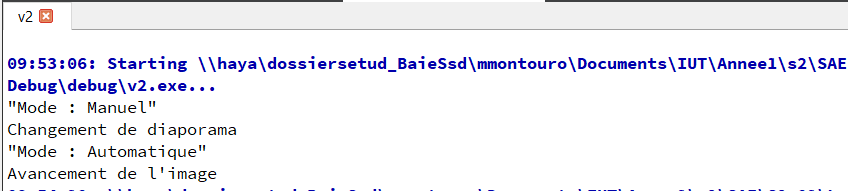 v2
09:53:06: Starting \\haya\dossiersetud_BaieSsd\mmontouro\Documents\IUT\Annee1\s2\SAE
Debug\debug\v2.exe...
"Mode : Manuel"
Changement de diaporama
"Mode : Automatique"
Avancement de l'image